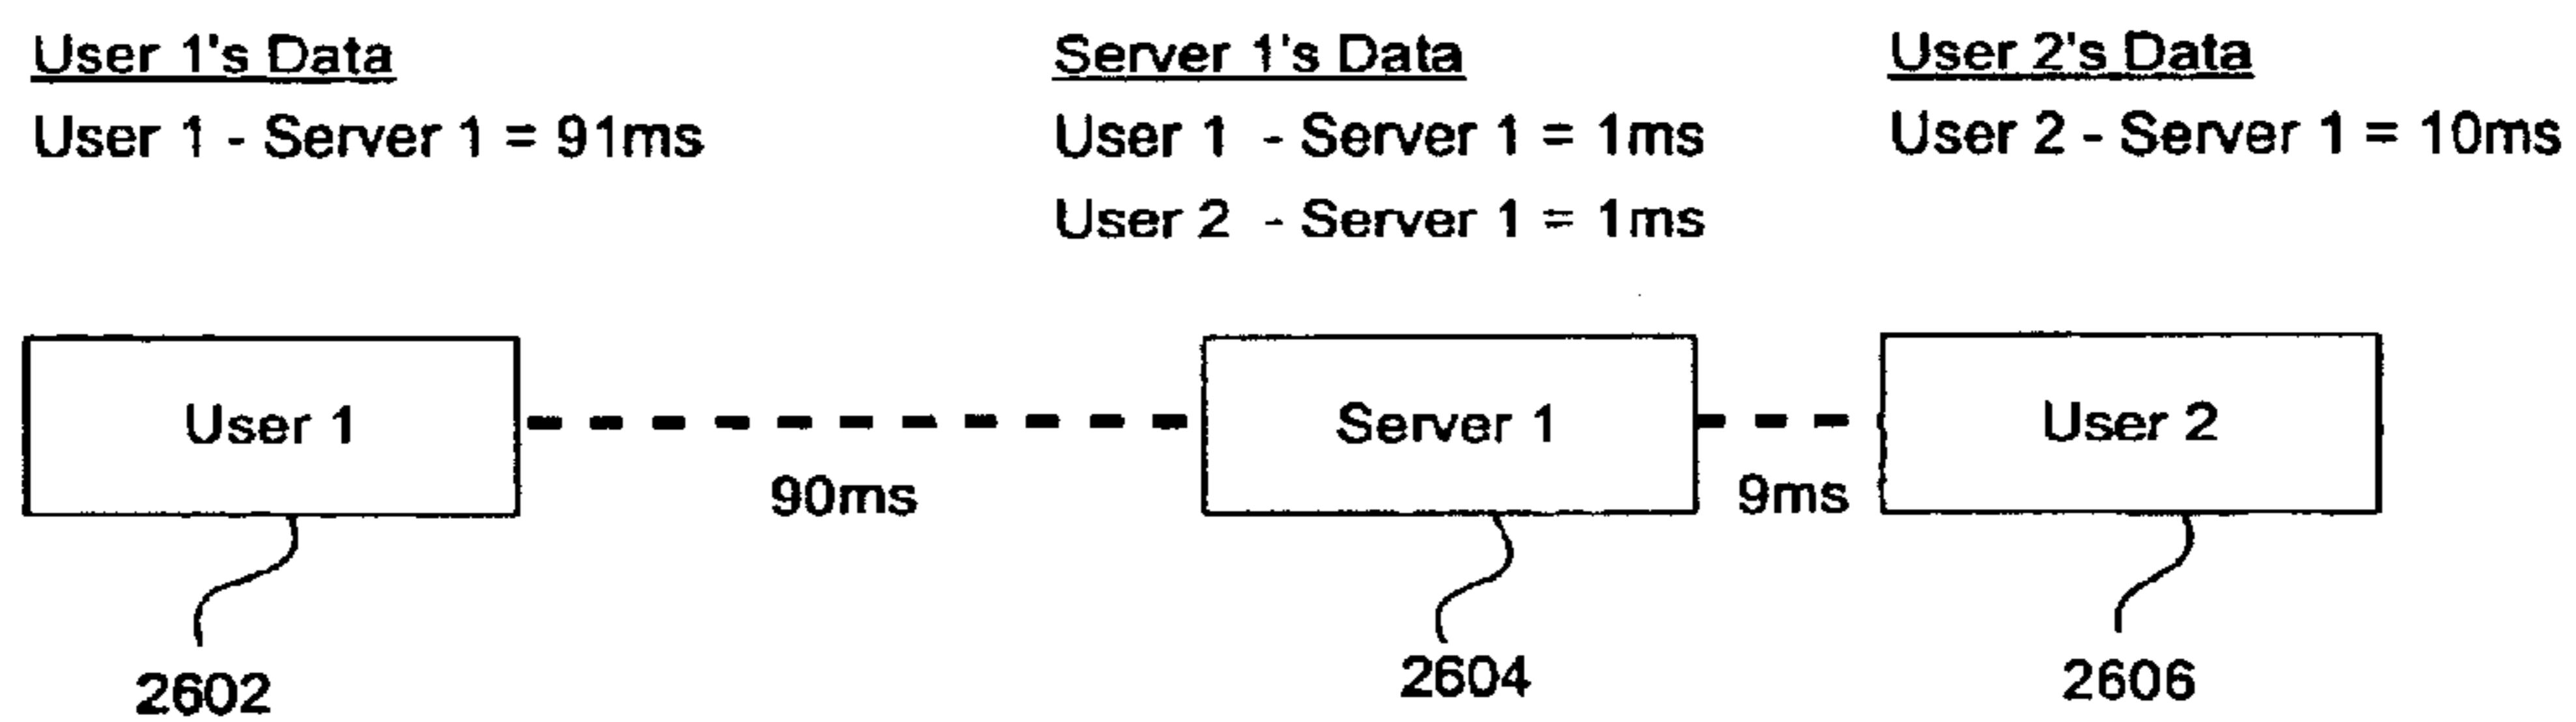 User 1's Data
User 1 - Server 1 = 91ms
Server 1's Data
User 1 - Server 1 = 1ms
User 2 - Server 1 = 1ms
User 2's Data
User 2 - Server 1 = 10ms
User 1
90ms
Server 1
9ms
User 2
2602
2604
2606